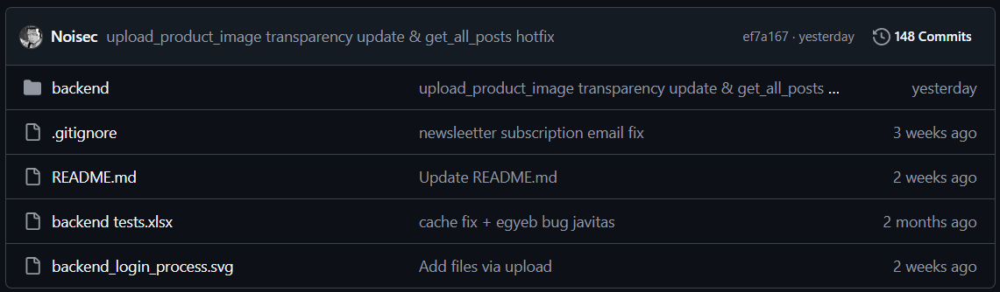 Noisec upload_product_image transparency update & get_all_posts hotfix ef7a167 · yesterday 148 Commits
backend upload_product_image transparency update & get_all_posts ... yesterday
.gitignore newsleetter subscription email fix 3 weeks ago
README.md Update README.md 2 weeks ago
backend tests.xlsx cache fix + egyeb bug javitas 2 months ago
backend_login_process.svg Add files via upload 2 weeks ago